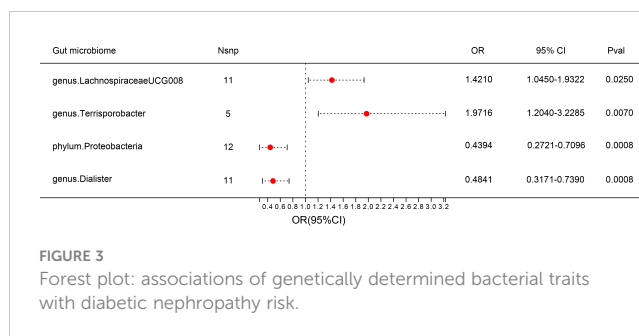 Gut microbiome Nsnp OR 95% CI Pval
genus.LachnospiraceaeUCG008 11 1.4210 1.0450-1.9322 0.0250
genus.Terrisporobacter 5 1.9716 1.2040-3.2285 0.0070
phylum.Proteobacteria 12 0.4394 0.2721-0.7096 0.0008
genus.Dialister 11 0.4841 0.3171-0.7390 0.0008
0.4 0.6 0.8 1.0 1.2 1.4 1.6 1.8 2.0 2.2 2.4 2.6 2.8 3.0 3.2
OR(95%CI)
FIGURE 3
Forest plot: associations of genetically determined bacterial traits
with diabetic nephropathy risk.